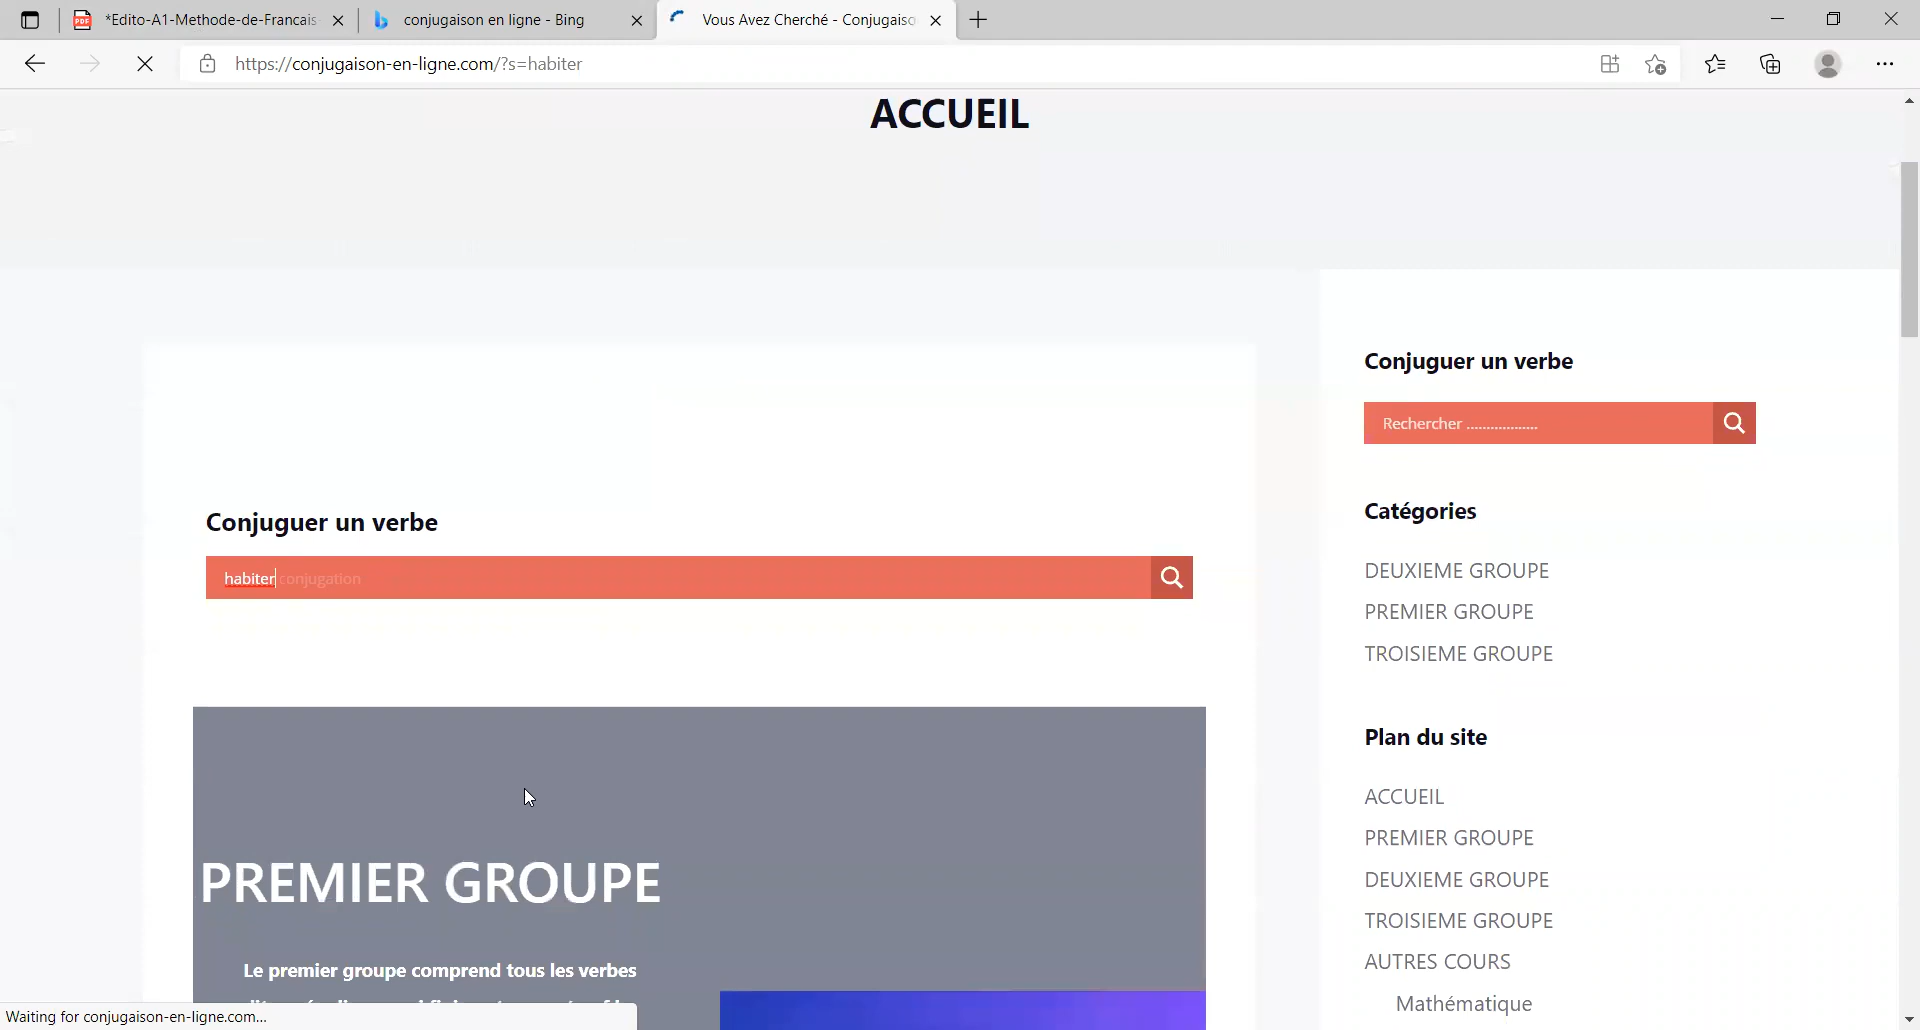 *Edito-A1-Methode-de-Francais
conjugaison en ligne - Bing
Vous Avez Cherché - Conjugaiso
https://conjugaison-en-ligne.com/?s=habiter
ACCUEIL
Conjuguer un verbe
habiter conjugation
PREMIER GROUPE
Le premier groupe comprend tous les verbes
Conjuguer un verbe
Rechercher ..................
Catégories
DEUXIEME GROUPE
PREMIER GROUPE
TROISIEME GROUPE
Plan du site
ACCUEIL
PREMIER GROUPE
DEUXIEME GROUPE
TROISIEME GROUPE
AUTRES COURS
Mathématique
Waiting for conjugaison-en-ligne.com...